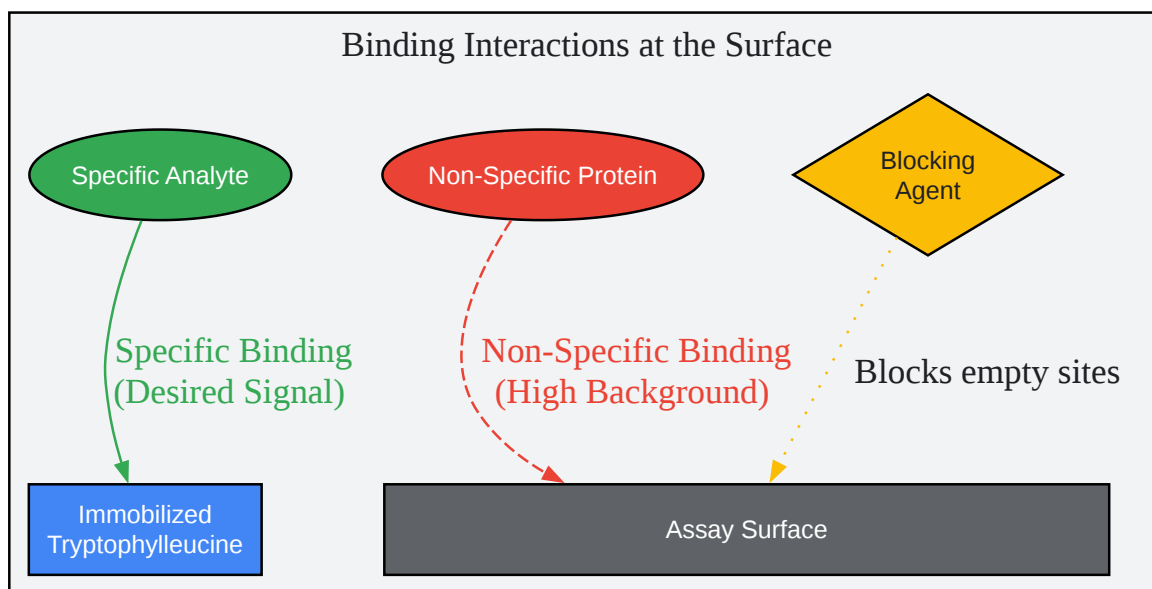 Binding Interactions at the Surface
Specific Analyte
Non-Specific Protein
Blocking
Agent
Specific Binding
(Desired Signal)
Non-Specific Binding
(High Background)
Blocks empty sites
Immobilized
Tryptophylleucine
Assay Surface